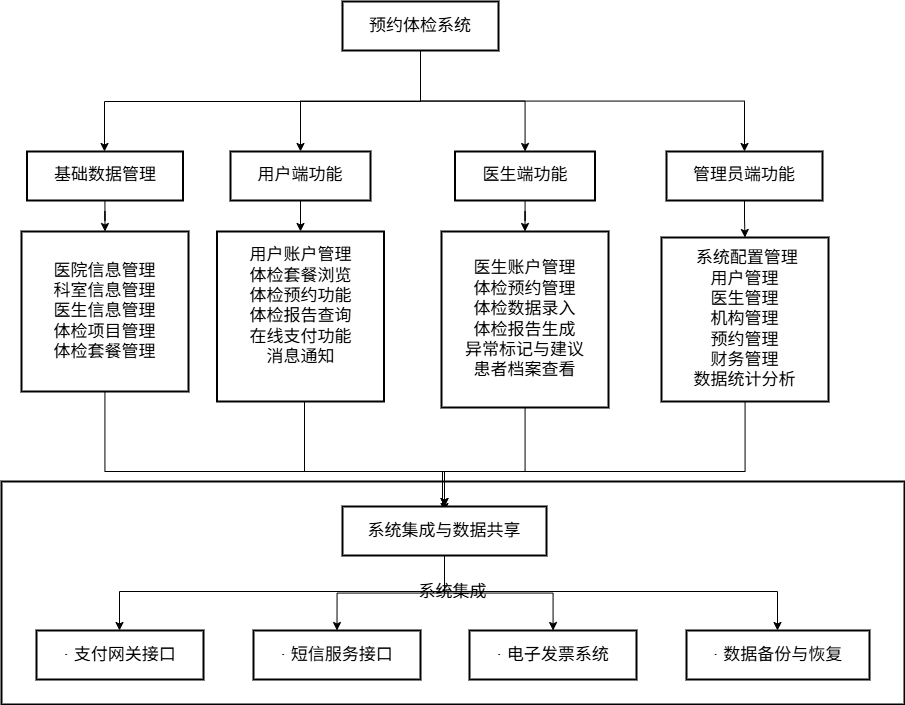 预约体检系统
基础数据管理
用户端功能
医生端功能
管理员端功能
医院信息管理
科室信息管理
医生信息管理
体检项目管理
体检套餐管理
用户账户管理
体检套餐浏览
体检预约功能
体检报告查询
在线支付功能
消息通知
医生账户管理
体检预约管理
体检数据录入
体检报告生成
异常标记与建议
患者档案查看
系统配置管理
用户管理
医生管理
机构管理
预约管理
财务管理
数据统计分析
系统集成与数据共享
系统集成
· 支付网关接口
· 短信服务接口
· 电子发票系统
· 数据备份与恢复